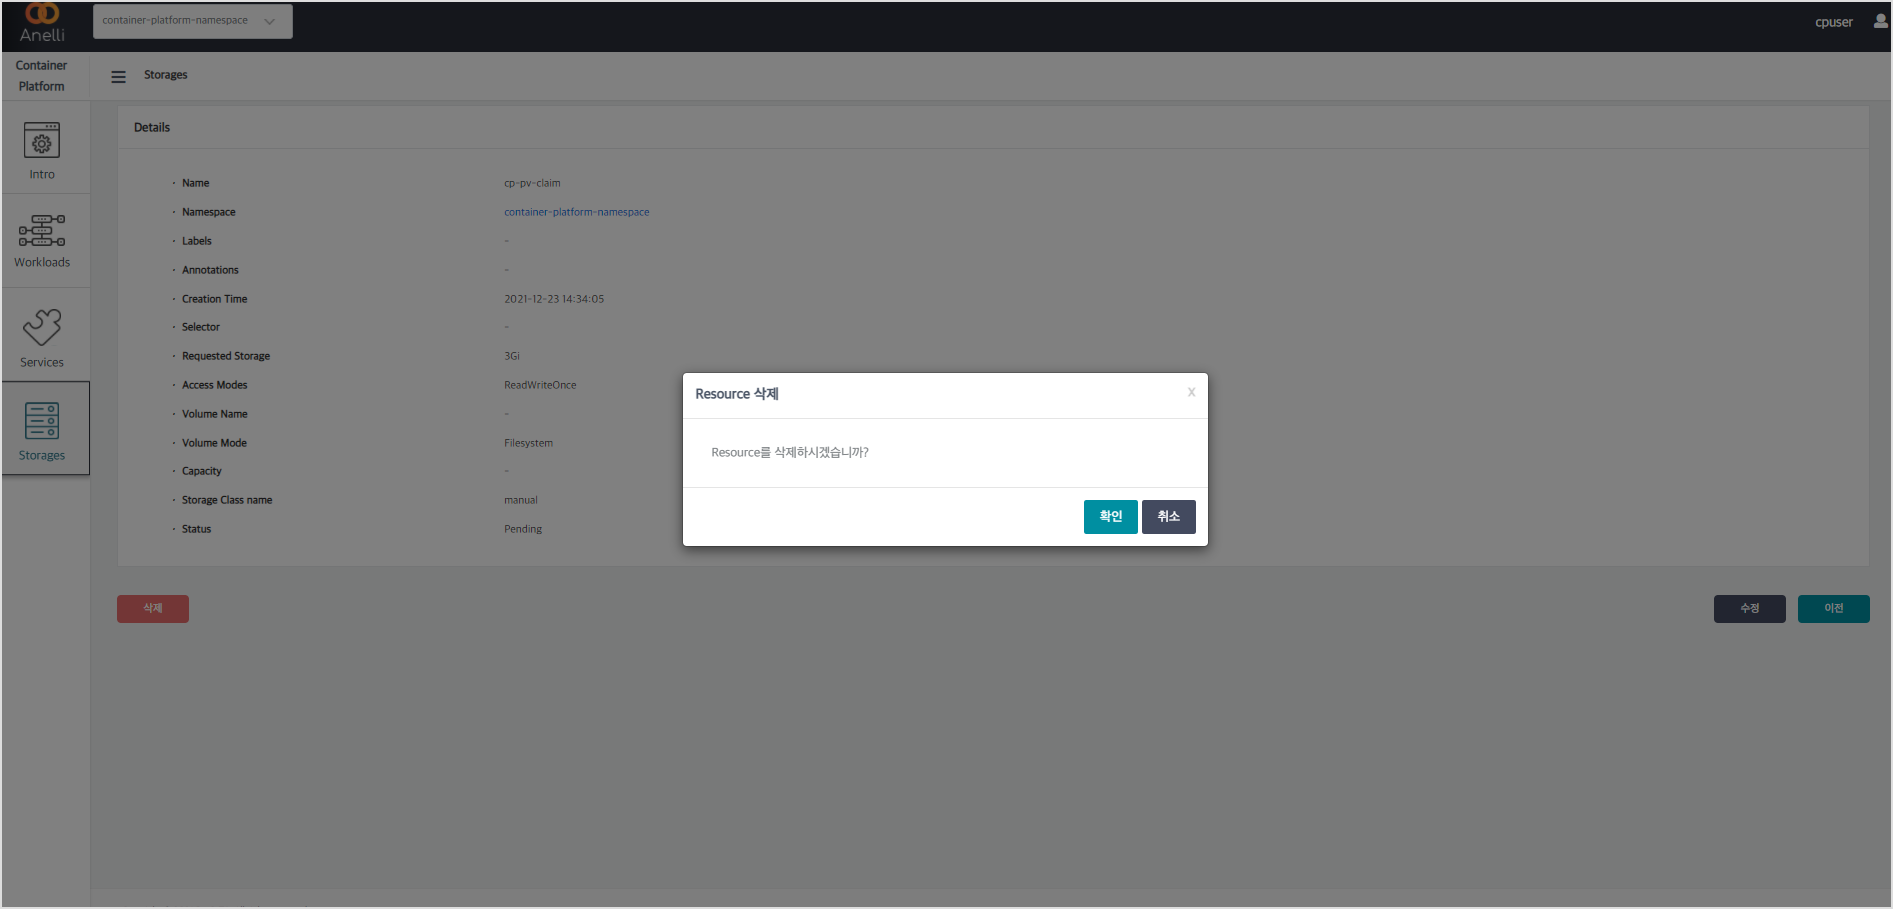 Anelli
container-platform-namespace
cpuser
Container
Platform
Storages
Intro
Workloads
Services
Storages
Details
· Name cp-pv-claim
· Namespace container-platform-namespace
· Labels -
· Annotations -
· Creation Time 2021-12-23 14:34:05
· Selector -
· Requested Storage 3Gi
· Access Modes ReadWriteOnce
· Volume Name -
· Volume Mode Filesystem
· Capacity -
· Storage Class name manual
· Status Pending
Resource 삭제 X
Resource를 삭제하시겠습니까?
확인 취소
삭제 수정 이전